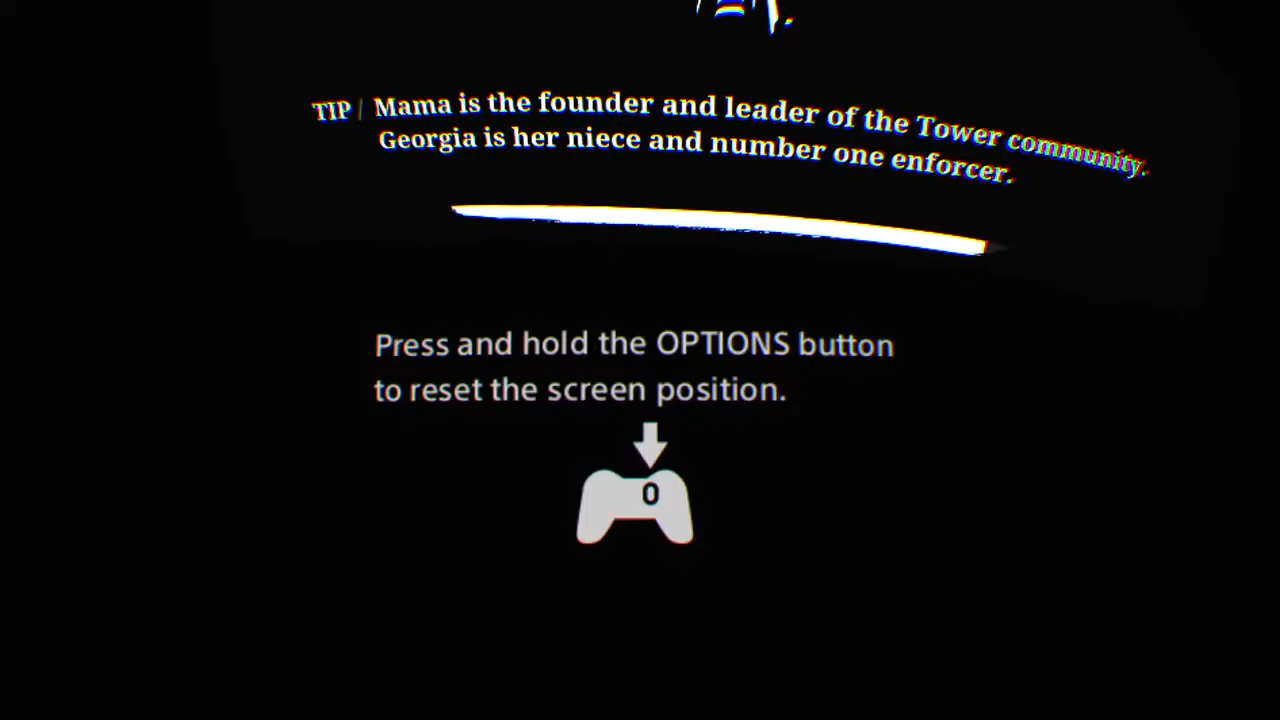 TIP | Mama is the founder and leader of the Tower community.
Georgia is her niece and number one enforcer.
Press and hold the OPTIONS button
to reset the screen position.
0